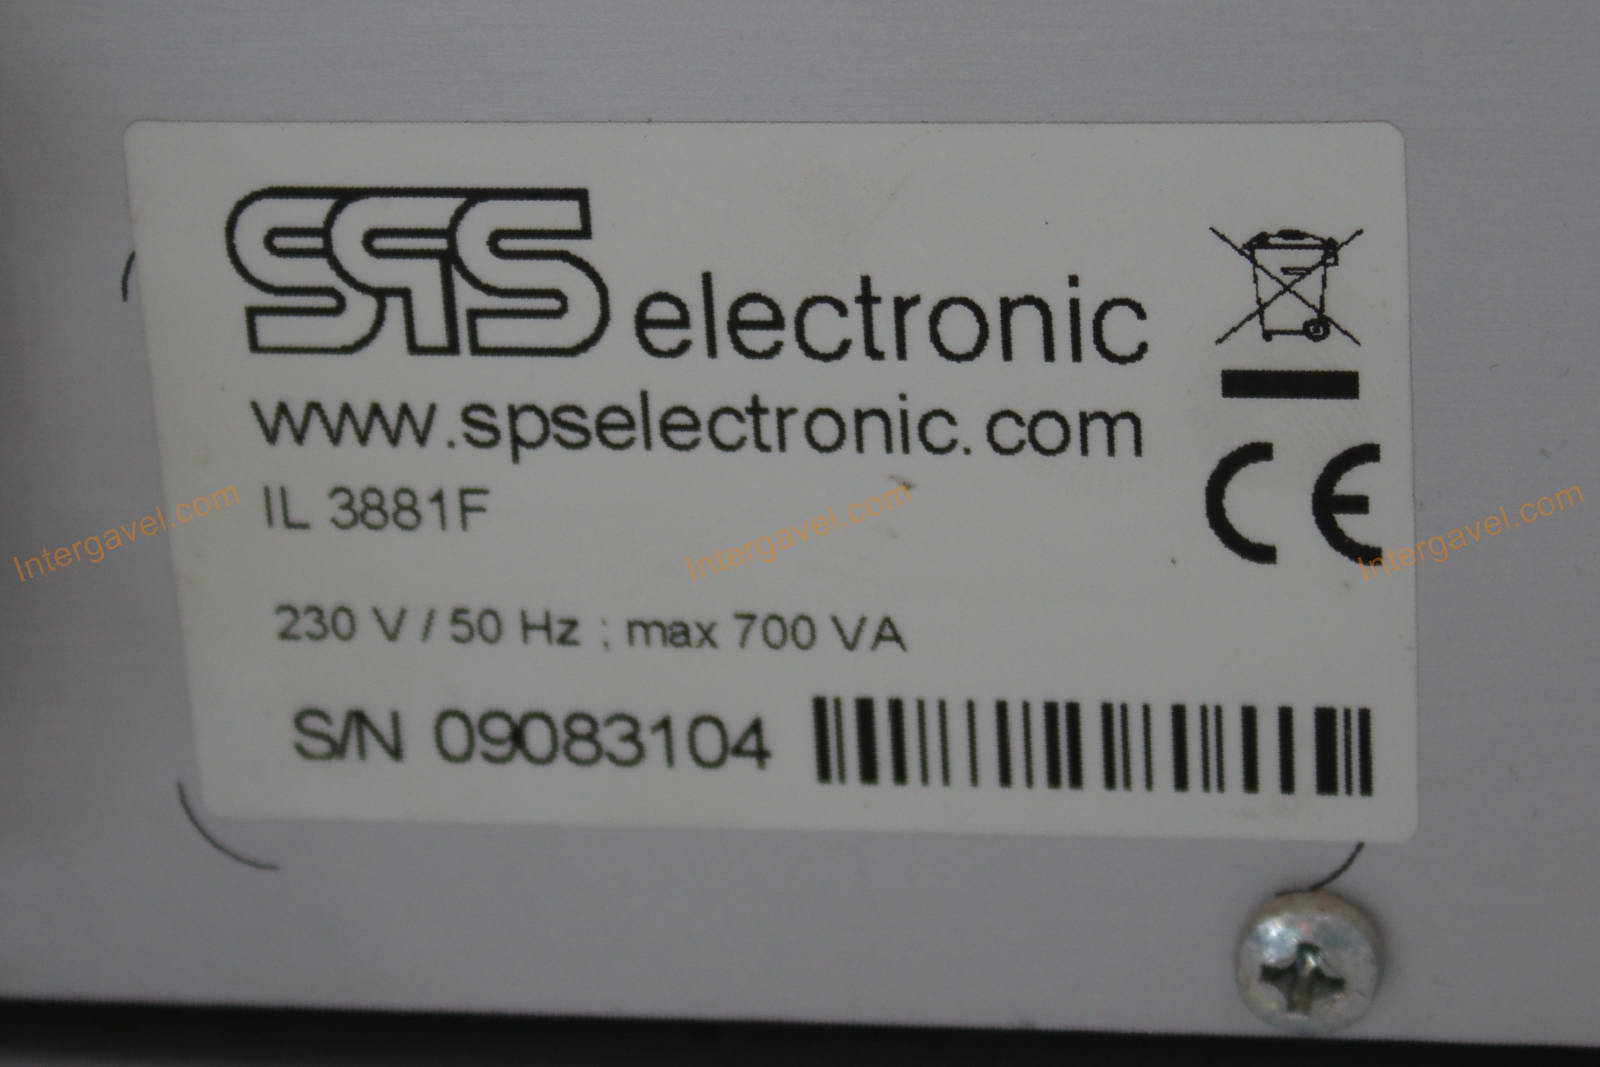 SPS electronic
www.spselectronic.com
IL 3881F
CE
230 V / 50 Hz ; max 700 VA
S/N 09083104
Intergavel.com
Intergavel.com
Intergavel.com